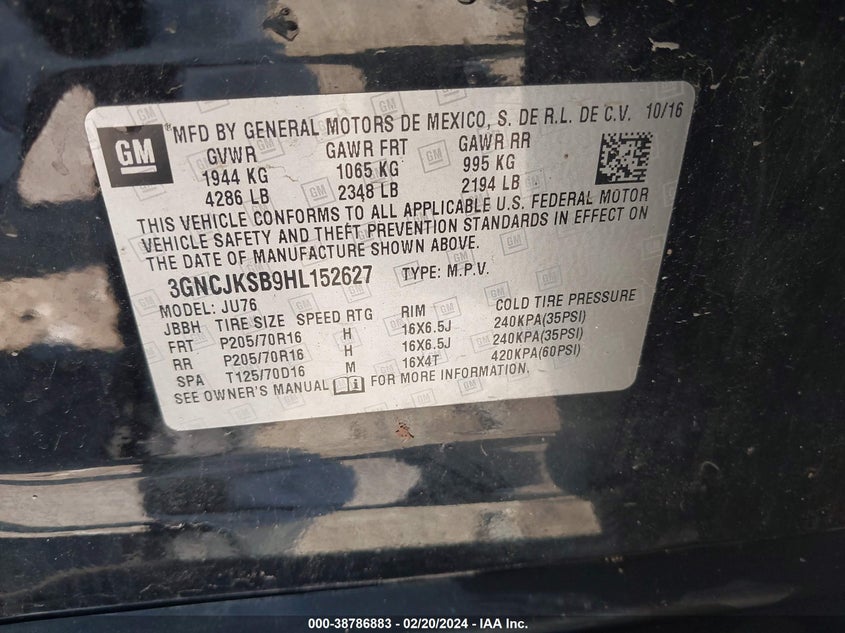 GM MFD BY GENERAL MOTORS DE MEXICO, S. DE R.L. DE C.V. 10/16
GVWR GAWR FRT GAWR RR
1944 KG 1065 KG 995 KG
4286 LB 2348 LB 2194 LB
THIS VEHICLE CONFORMS TO ALL APPLICABLE U.S. FEDERAL MOTOR
VEHICLE SAFETY AND THEFT PREVENTION STANDARDS IN EFFECT ON
THE DATE OF MANUFACTURE SHOWN ABOVE.
3GNCJKSB9HL152627 TYPE: M.P.V.
MODEL: JU76
JBBH TIRE SIZE SPEED RTG RIM COLD TIRE PRESSURE
FRT P205/70R16 H 16X6.5J 240KPA(35PSI)
RR P205/70R16 H 16X6.5J 240KPA(35PSI)
SPA T125/70D16 M 16X4T 420KPA(60PSI)
SEE OWNER'S MANUAL FOR MORE INFORMATION.
000-38786883 - 02/20/2024 - IAA Inc.